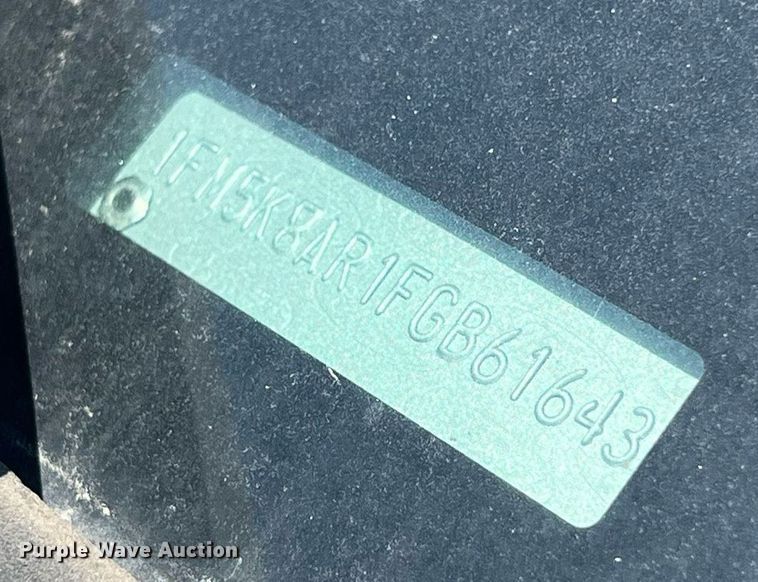 1FM5K8AR1FGB61643
Purple Wave Auction